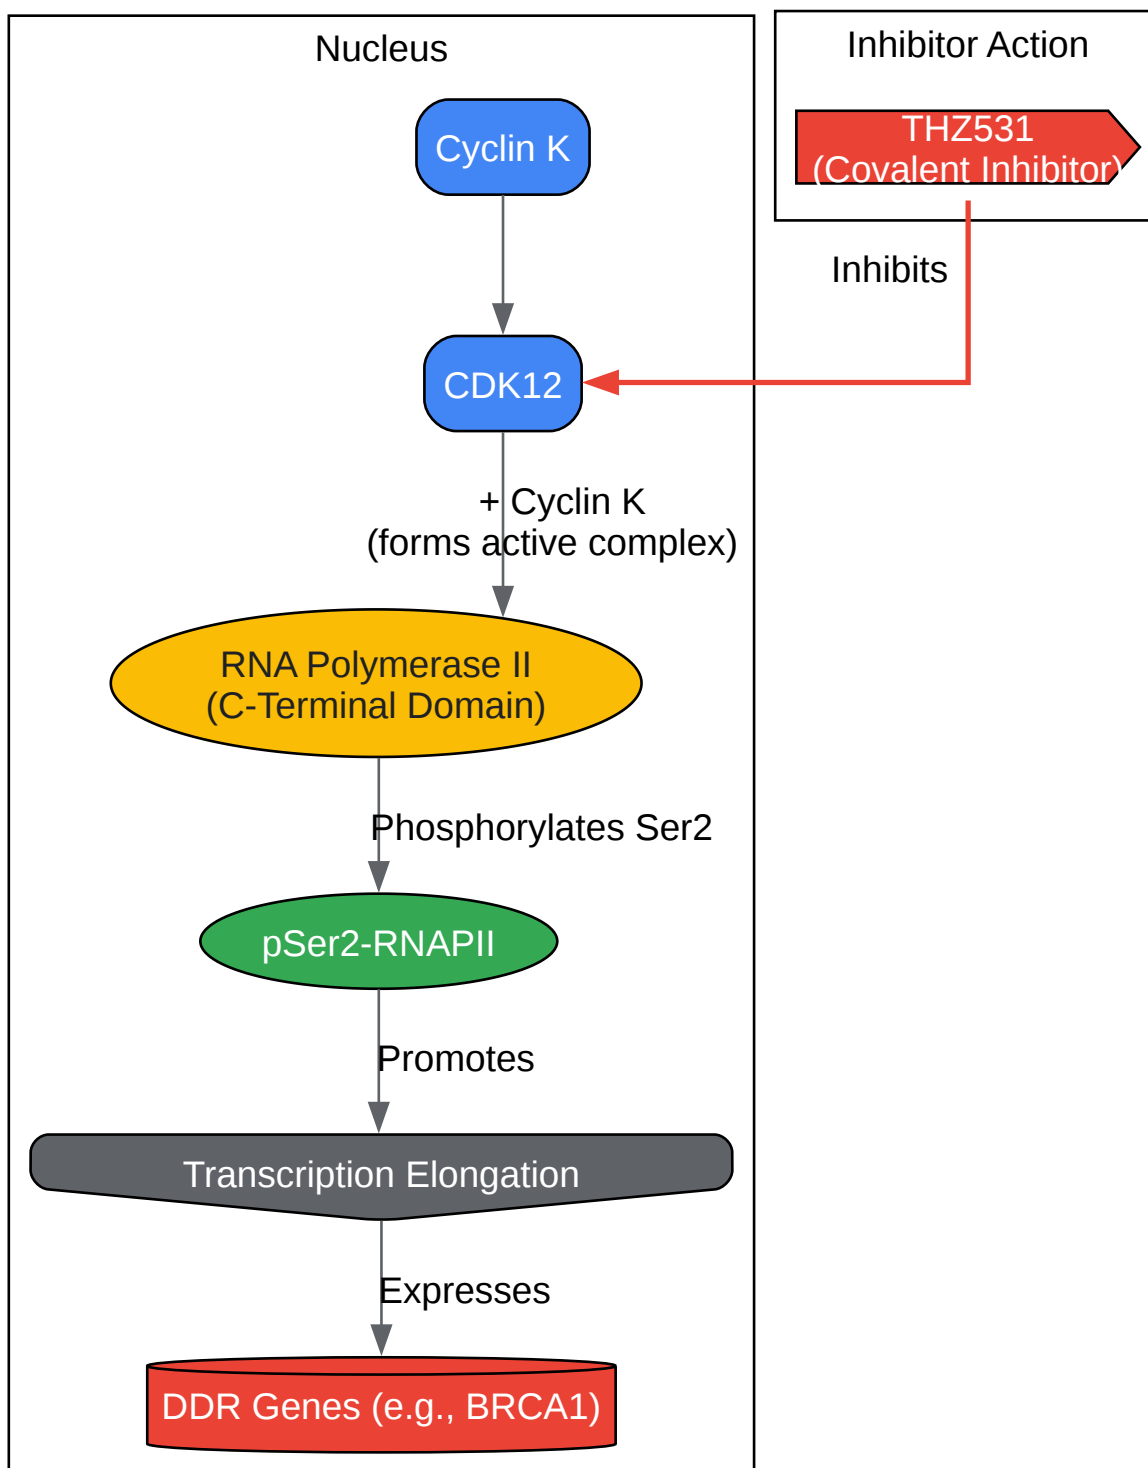 Nucleus
Inhibitor Action
Cyclin K
THZ531
(Covalent Inhibitor)
Inhibits
CDK12
+ Cyclin K
(forms active complex)
RNA Polymerase II
(C-Terminal Domain)
Phosphorylates Ser2
pSer2-RNAPII
Promotes
Transcription Elongation
Expresses
DDR Genes (e.g., BRCA1)